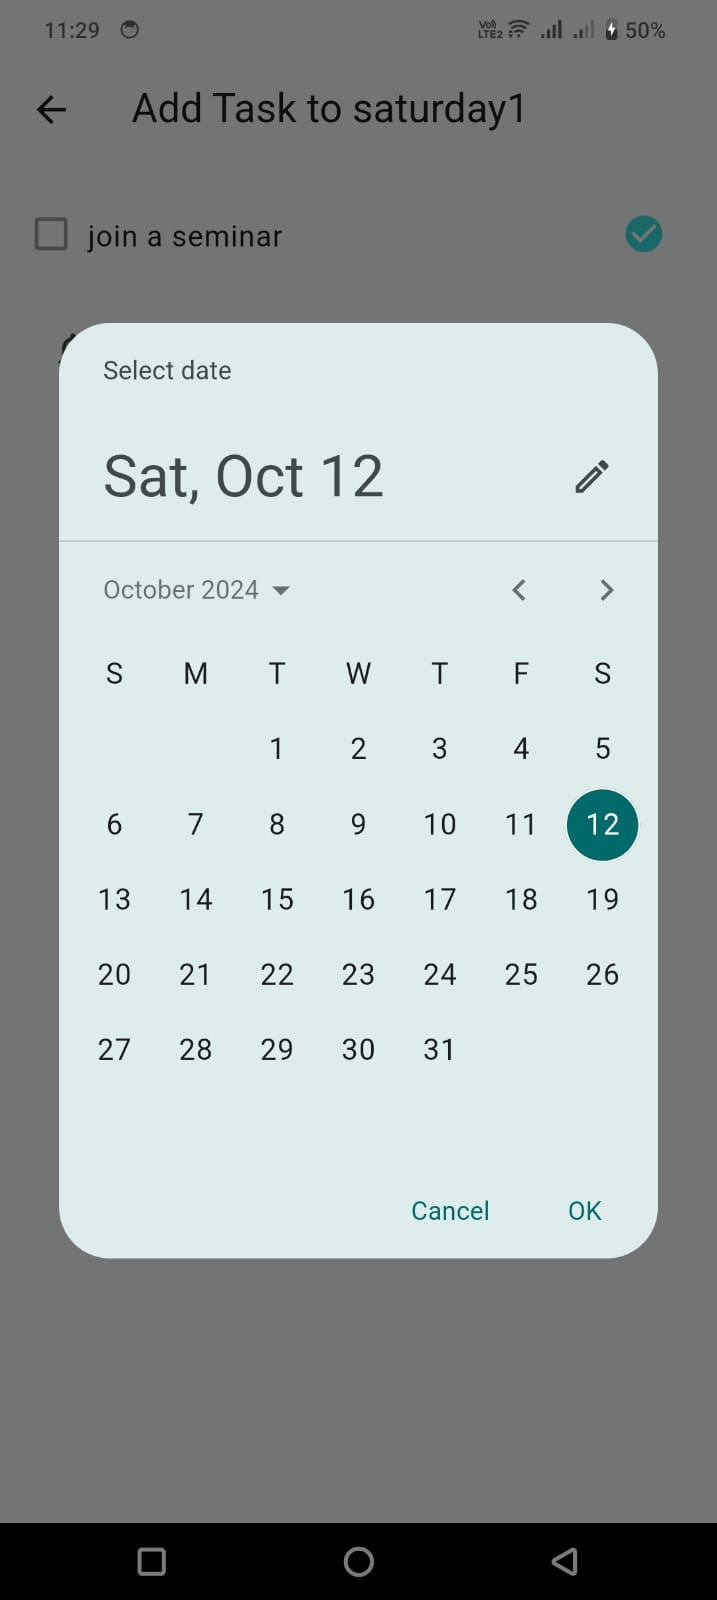 11:29 Vo) LTE2 50%
Add Task to saturday1
join a seminar
Select date
Sat, Oct 12
October 2024
S M T W T F S
1 2 3 4 5
6 7 8 9 10 11 12
13 14 15 16 17 18 19
20 21 22 23 24 25 26
27 28 29 30 31
Cancel OK